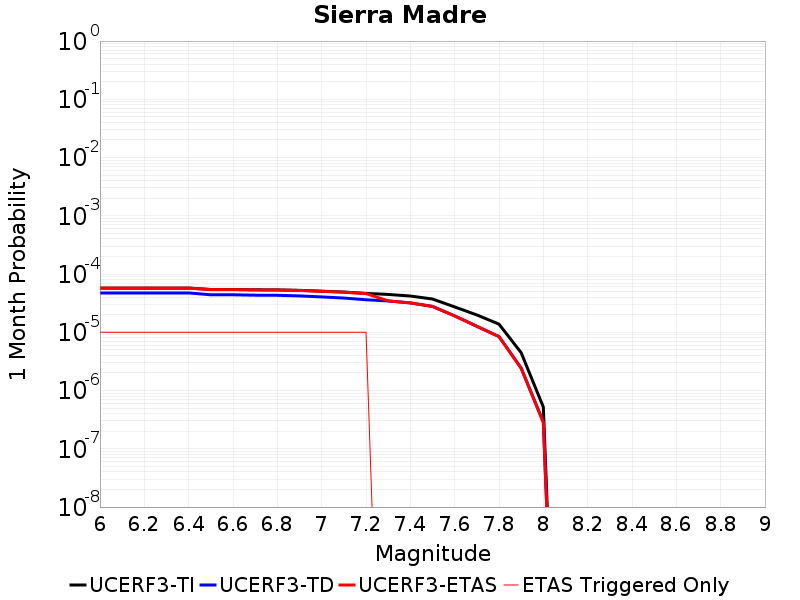 Sierra Madre
1 Month Probability
10^0
10^-1
10^-2
10^-3
10^-4
10^-5
10^-6
10^-7
10^-8
6 6.2 6.4 6.6 6.8 7 7.2 7.4 7.6 7.8 8 8.2 8.4 8.6 8.8 9
Magnitude
UCERF3-TI UCERF3-TD UCERF3-ETAS ETAS Triggered Only